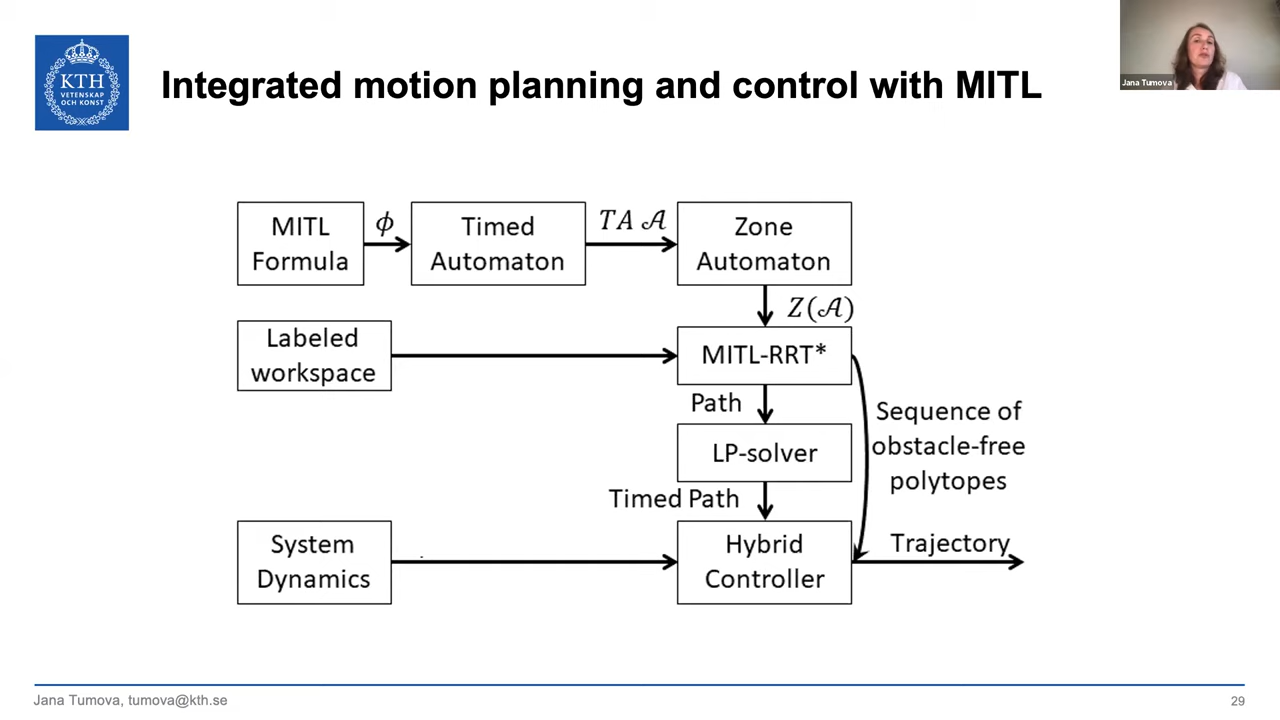 KTH
VETENSKAP
OCH KONST
Integrated motion planning and control with MITL
Jana Tumova
MITL
Formula
ϕ
Timed
Automaton
TA 𝒜
Zone
Automaton
Z(𝒜)
Labeled
workspace
MITL-RRT*
Path
Sequence of
obstacle-free
polytopes
LP-solver
Timed Path
System
Dynamics
Hybrid
Controller
Trajectory
Jana Tumova, tumova@kth.se
29